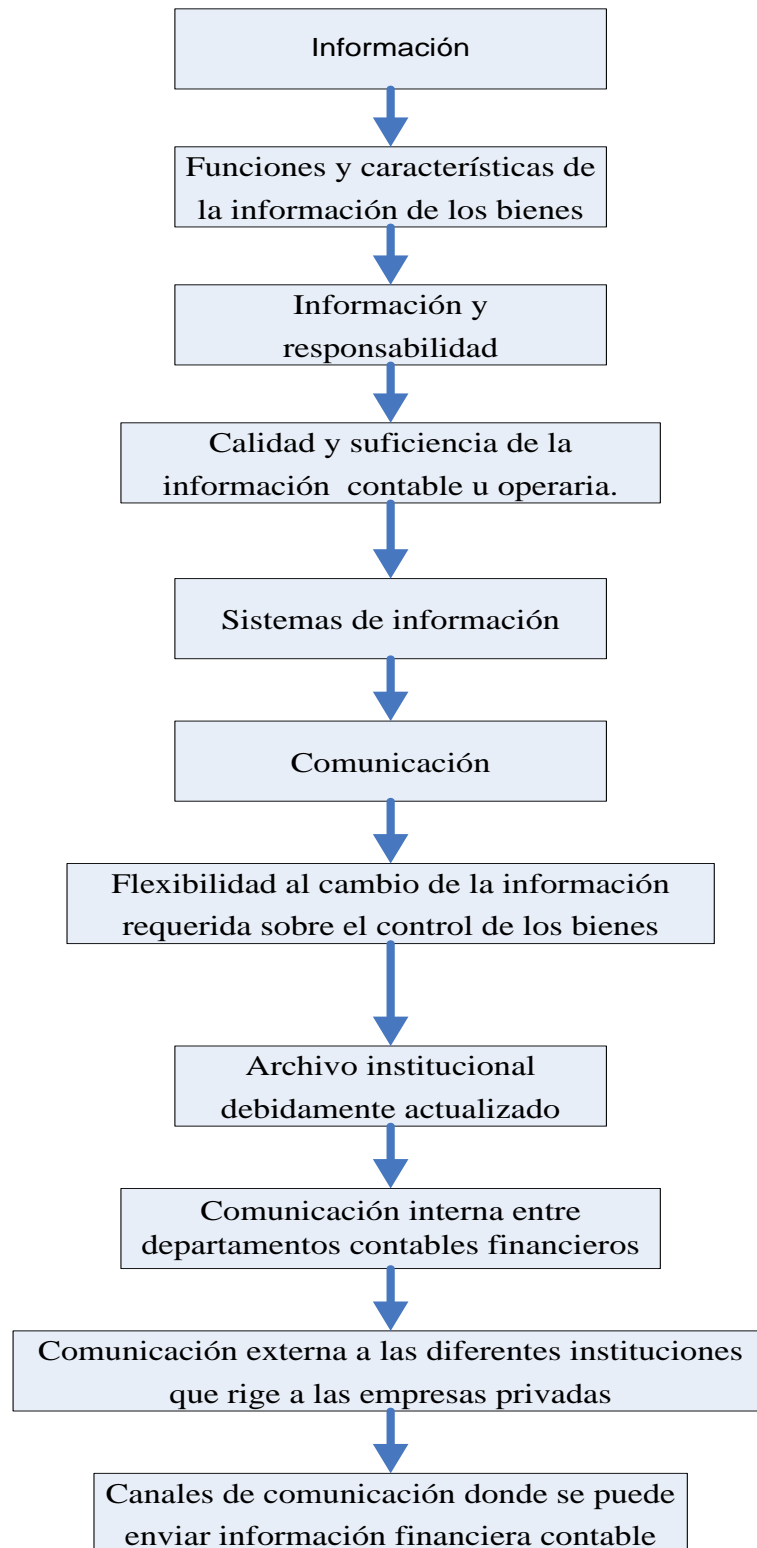 Información
Funciones y características de
la información de los bienes
Información y
responsabilidad
Calidad y suficiencia de la
información contable u operaria.
Sistemas de información
Comunicación
Flexibilidad al cambio de la información
requerida sobre el control de los bienes
Archivo institucional
debidamente actualizado
Comunicación interna entre
departamentos contables financieros
Comunicación externa a las diferentes instituciones
que rige a las empresas privadas
Canales de comunicación donde se puede
enviar información financiera contable